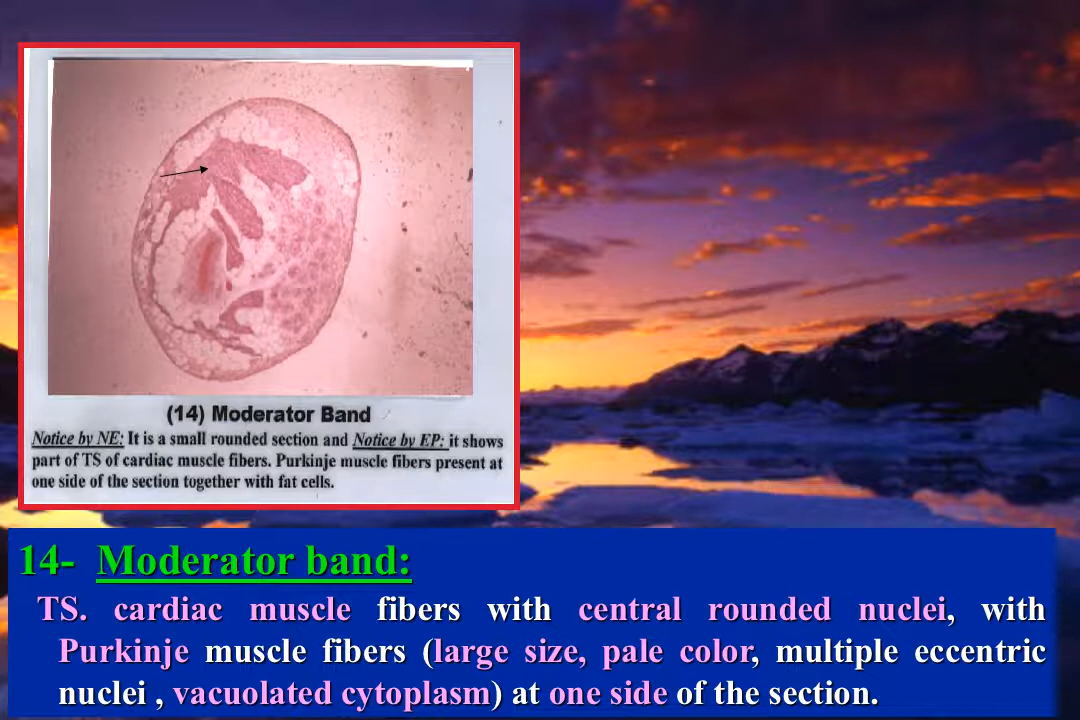 (14) Moderator Band
Notice by NE: It is a small rounded section and Notice by EP: it shows
part of TS of cardiac muscle fibers. Purkinje muscle fibers present at
one side of the section together with fat cells.
14- Moderator band:
TS. cardiac muscle fibers with central rounded nuclei, with
Purkinje muscle fibers (large size, pale color, multiple eccentric
nuclei , vacuolated cytoplasm) at one side of the section.